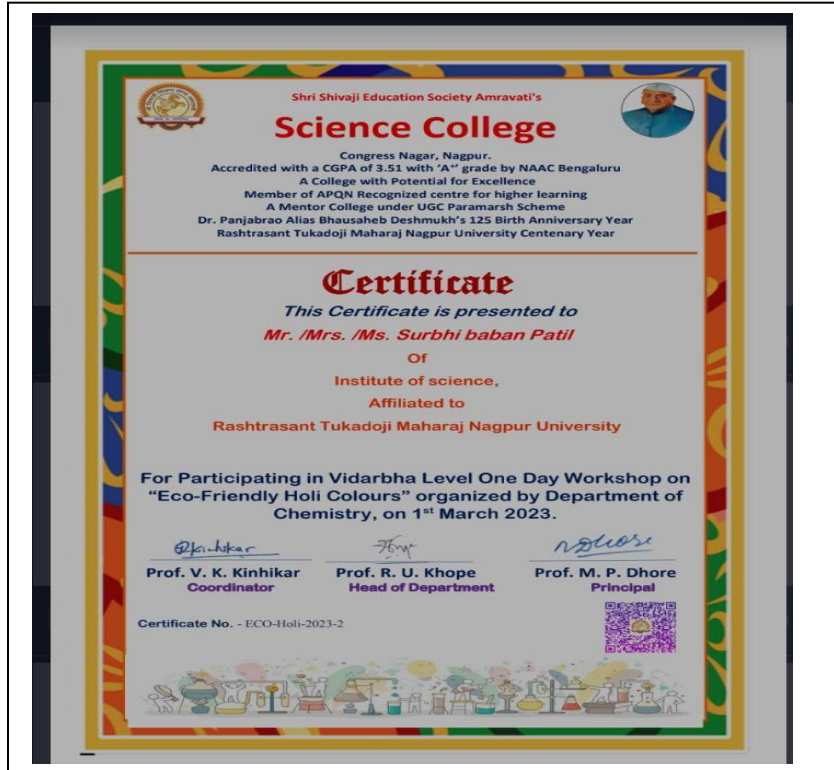 Shri Shivaji Education Society Amravati's
Science College
Congress Nagar, Nagpur.
Accredited with a CGPA of 3.51 with 'A+' grade by NAAC Bengaluru
A College with Potential for Excellence
Member of APQN Recognized centre for higher learning
A Mentor College under UGC Paramarsh Scheme
Dr. Panjabrao Alias Bhausaheb Deshmukh's 125 Birth Anniversary Year
Rashtrasant Tukadoji Maharaj Nagpur University Centenary Year
Certificate
This Certificate is presented to
Mr. /Mrs. /Ms. Surbhi baban Patil
Of
Institute of science,
Affiliated to
Rashtrasant Tukadoji Maharaj Nagpur University
For Participating in Vidarbha Level One Day Workshop on
“Eco-Friendly Holi Colours” organized by Department of
Chemistry, on 1st March 2023.
Prof. V. K. Kinhikar Prof. R. U. Khope Prof. M. P. Dhore
Coordinator Head of Department Principal
Certificate No. - ECO-Holi-2023-2